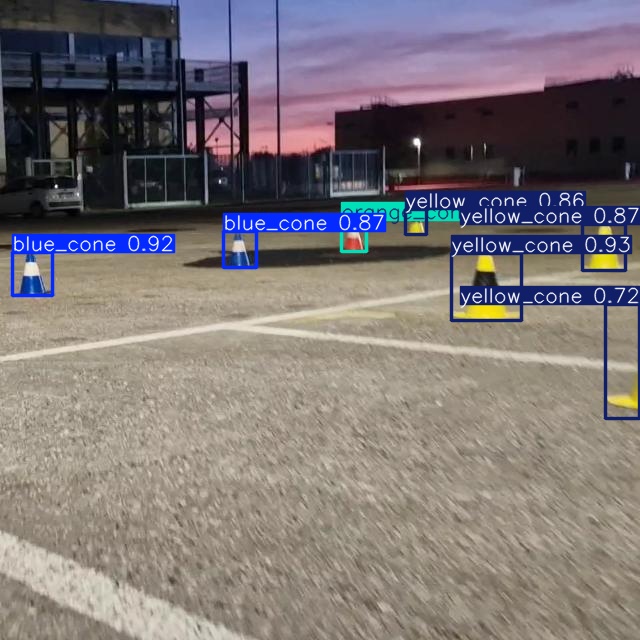 yellow_cone 0.86
yellow_cone 0.87
blue_cone 0.87
blue_cone 0.92
yellow_cone 0.93
yellow_cone 0.72